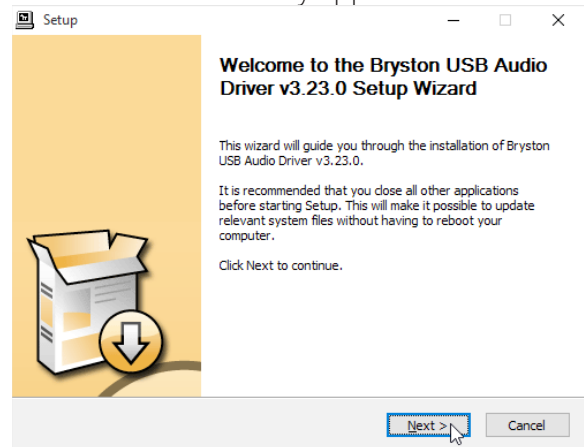 Setup
Welcome to the Bryston USB Audio
Driver v3.23.0 Setup Wizard
This wizard will guide you through the installation of Bryston
USB Audio Driver v3.23.0.
It is recommended that you close all other applications
before starting Setup. This will make it possible to update
relevant system files without having to reboot your
computer.
Click Next to continue.
Next >
Cancel